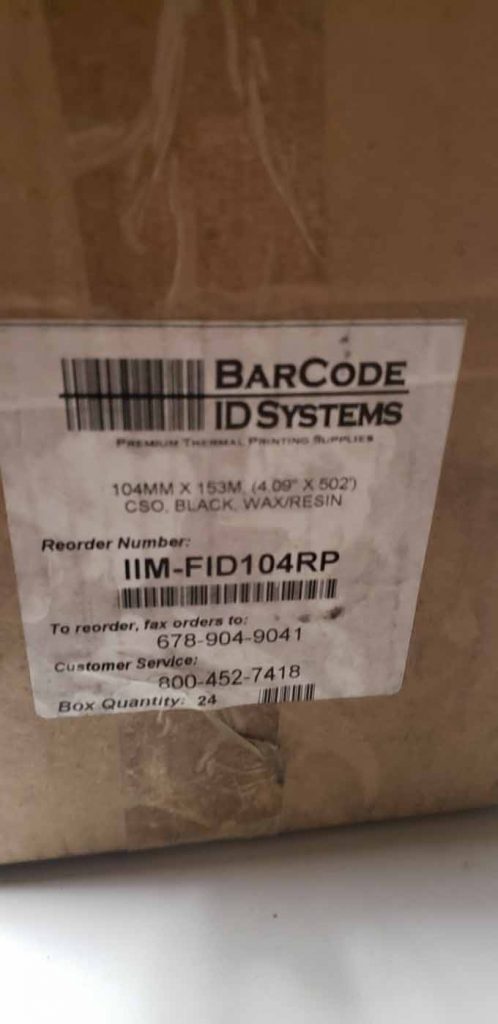 BARCODE
ID SYSTEMS
PREMIUM THERMAL PRINTING SUPPLIES
104MM X 153M, (4.09" X 502')
CSO, BLACK, WAX/RESIN
Reorder Number:
IIM-FID104RP
To reorder, fax orders to:
678-904-9041
Customer Service:
800-452-7418
Box Quantity: 24